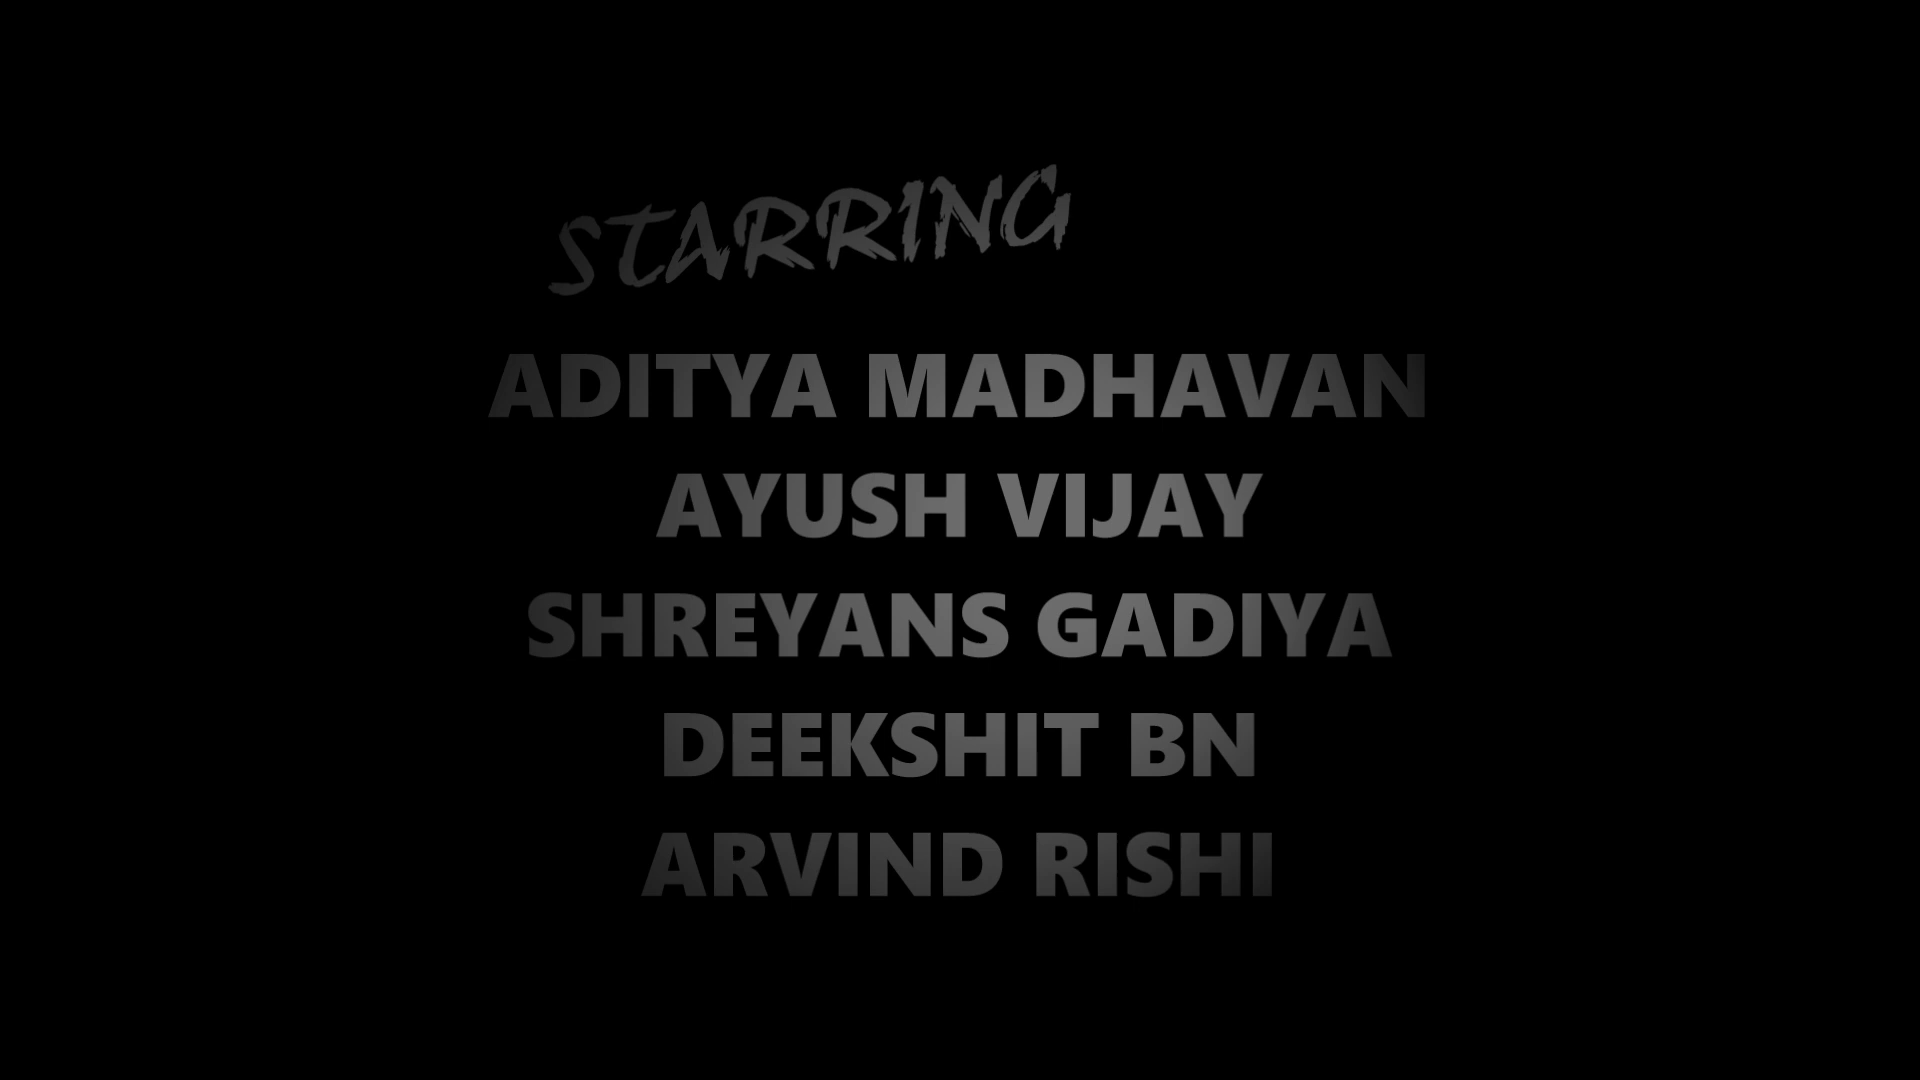 STARRING
ADITYA MADHAVAN
AYUSH VIJAY
SHREYANS GADIYA
DEEKSHIT BN
ARVIND RISHI